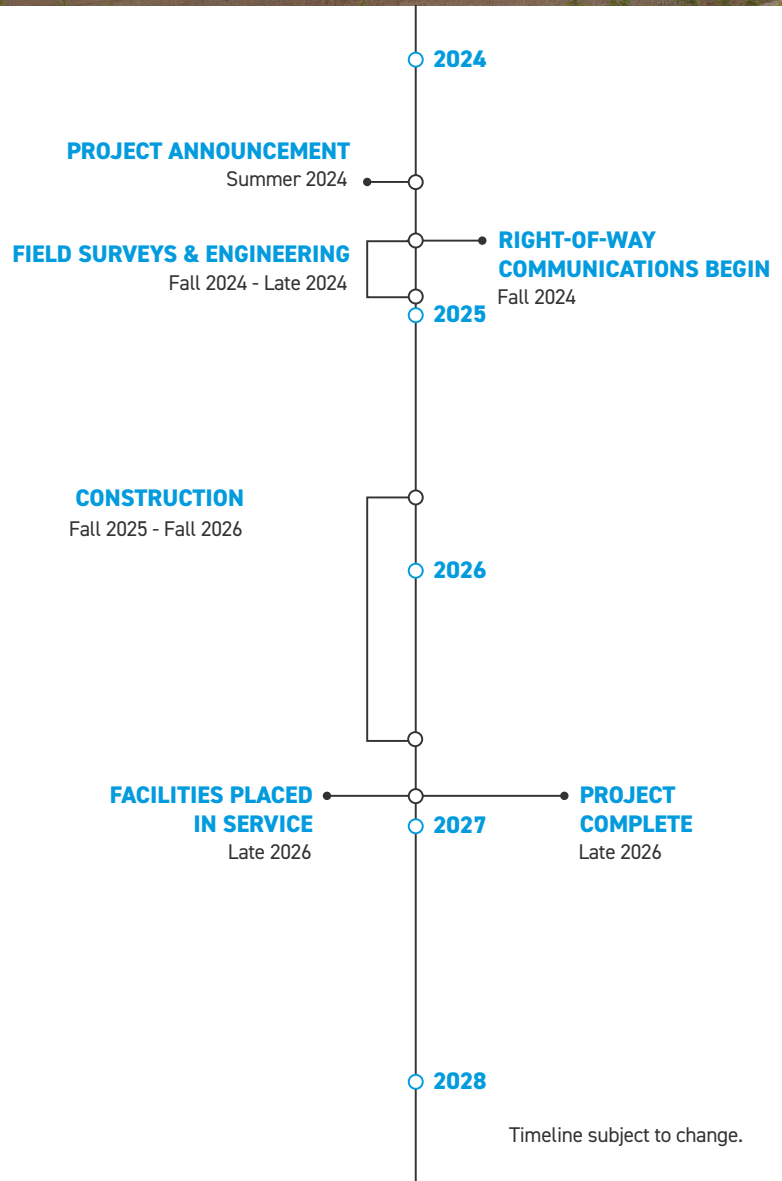 2024
PROJECT ANNOUNCEMENT
Summer 2024
FIELD SURVEYS & ENGINEERING
Fall 2024 - Late 2024
RIGHT-OF-WAY
COMMUNICATIONS BEGIN
Fall 2024
2025
CONSTRUCTION
Fall 2025 - Fall 2026
2026
FACILITIES PLACED
IN SERVICE
Late 2026
PROJECT
COMPLETE
Late 2026
2027
2028
Timeline subject to change.